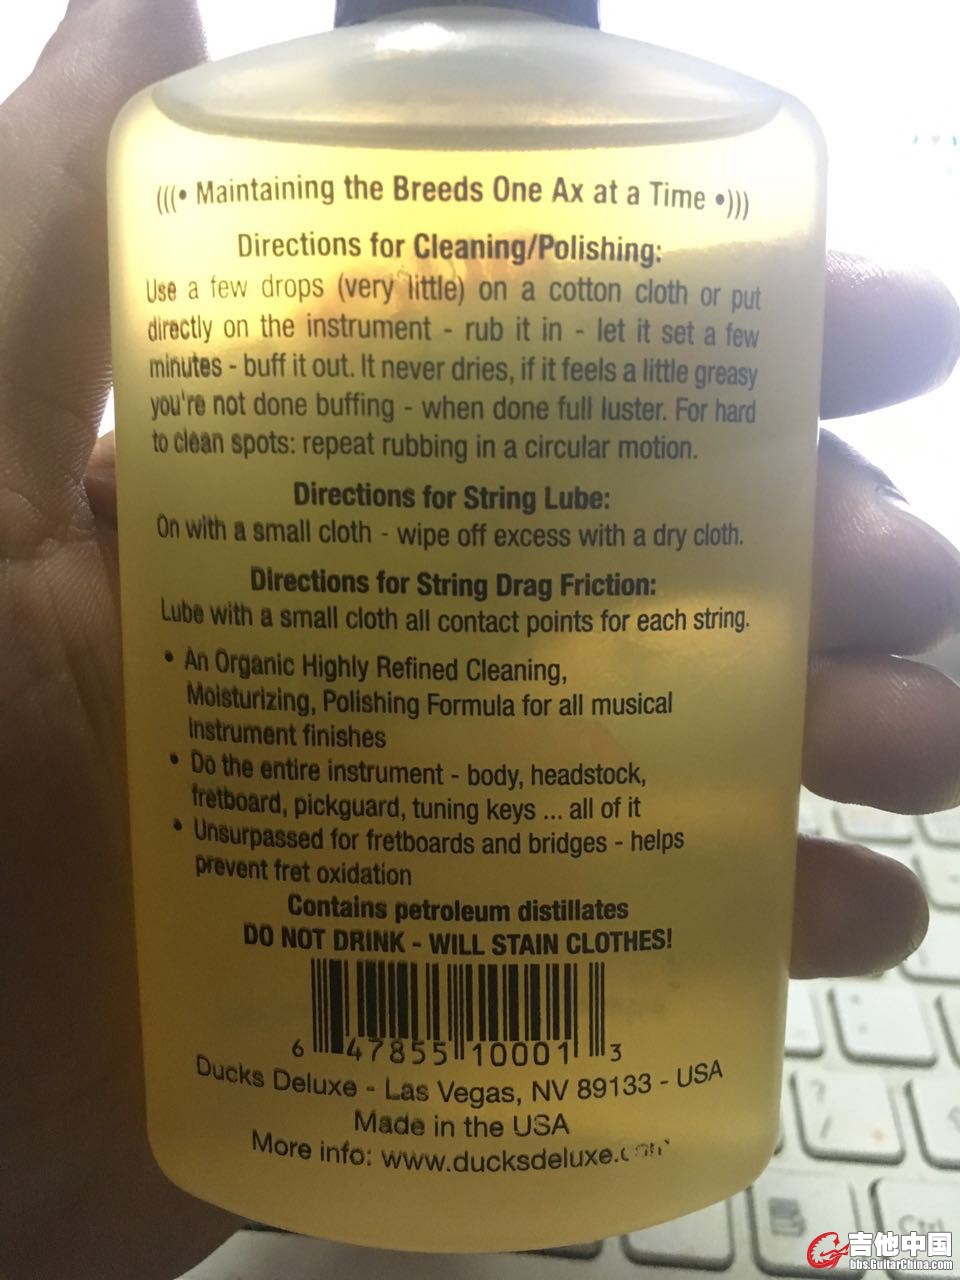 (((• Maintaining the Breeds One Ax at a Time •)))
Directions for Cleaning/Polishing:
Use a few drops (very little) on a cotton cloth or put
directly on the instrument - rub it in - let it set a few
minutes - buff it out. It never dries, if it feels a little greasy
you're not done buffing - when done full luster. For hard
to clean spots: repeat rubbing in a circular motion.
Directions for String Lube:
On with a small cloth - wipe off excess with a dry cloth.
Directions for String Drag Friction:
Lube with a small cloth all contact points for each string.
• An Organic Highly Refined Cleaning,
Moisturizing, Polishing Formula for all musical
instrument finishes
• Do the entire instrument - body, headstock,
fretboard, pickguard, tuning keys ... all of it
• Unsurpassed for fretboards and bridges - helps
prevent fret oxidation
Contains petroleum distillates
DO NOT DRINK - WILL STAIN CLOTHES!
6 47855 10001 3
Ducks Deluxe - Las Vegas, NV 89133 - USA
Made in the USA
More info: www.ducksdeluxe.com
Ctrl
吉他中国
bbs.GuitarChina.com